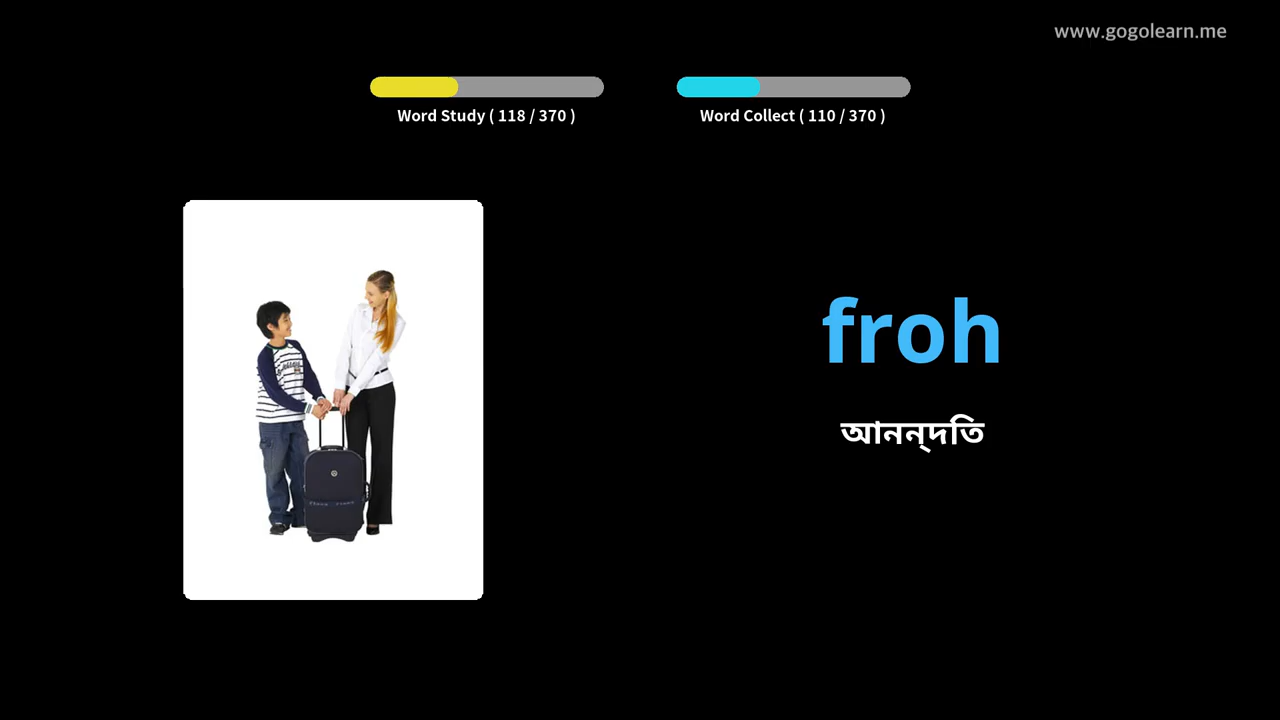 www.gogolearn.me
Word Study ( 118 / 370 )
Word Collect ( 110 / 370 )
froh
আনন্দতি